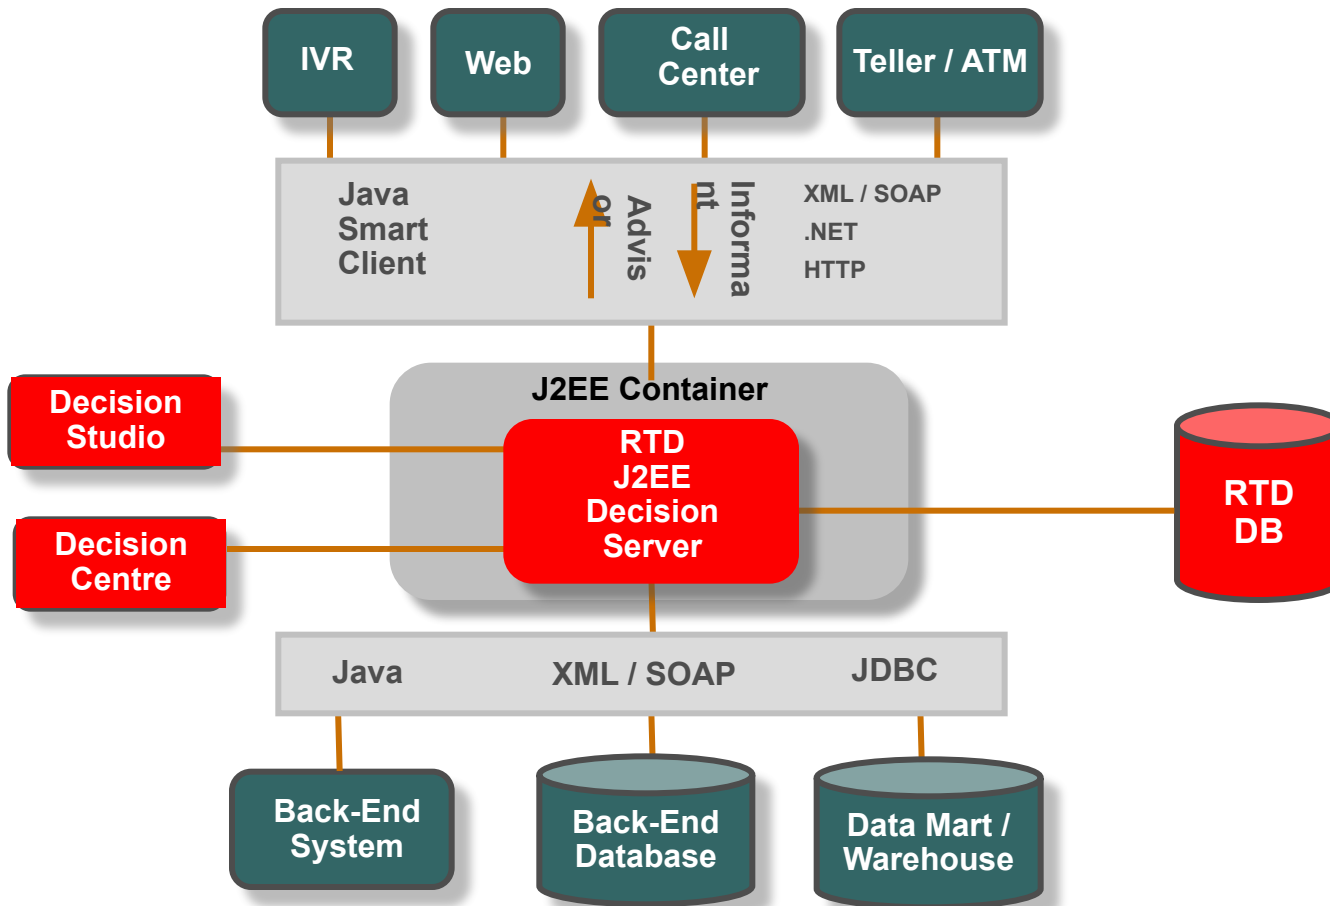 IVR
Web
Call
Center
Teller / ATM
Java
Smart
Client
Advis
or
Informa
nt
XML / SOAP
.NET
HTTP
J2EE Container
Decision
Studio
RTD
J2EE
Decision
Server
Decision
Centre
RTD
DB
Java
XML / SOAP
JDBC
Back-End
System
Back-End
Database
Data Mart /
Warehouse